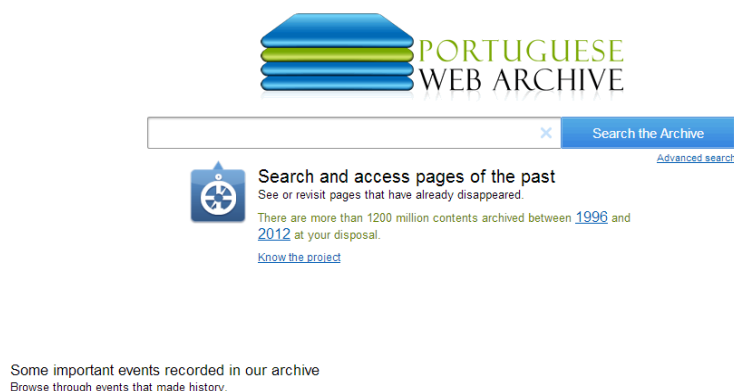 PORTUGUESE
WEB ARCHIVE
Search the Archive
Advanced search
Search and access pages of the past
See or revisit pages that have already disappeared.
There are more than 1200 million contents archived between 1996 and
2012 at your disposal.
Know the project
Some important events recorded in our archive
Browse through events that made history.